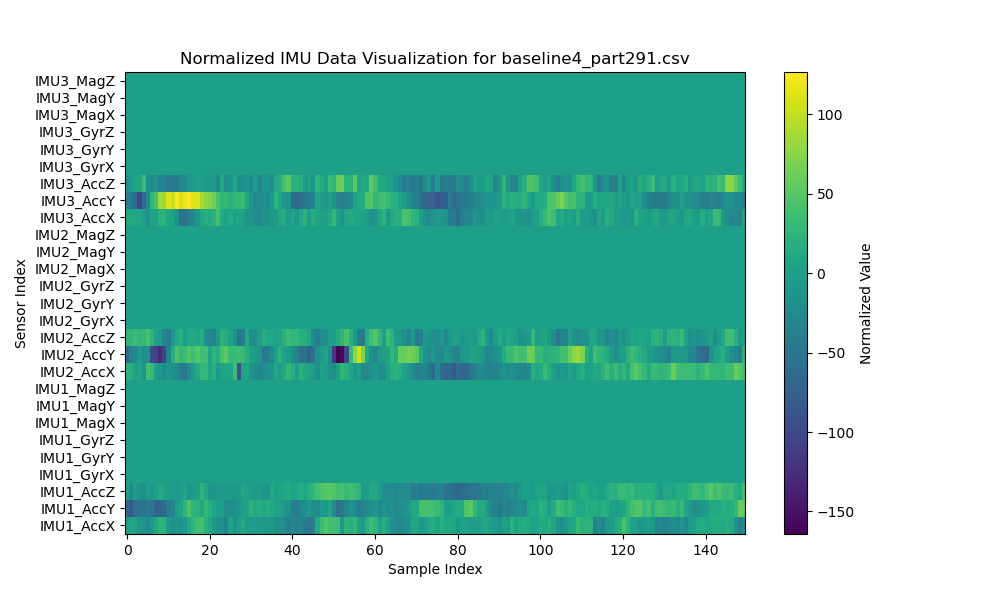 Normalized IMU Data Visualization for baseline4_part291.csv
IMU3_MagZ
IMU3_MagY
IMU3_MagX
IMU3_GyrZ
IMU3_GyrY
IMU3_GyrX
IMU3_AccZ
IMU3_AccY
IMU3_AccX
IMU2_MagZ
IMU2_MagY
IMU2_MagX
IMU2_GyrZ
IMU2_GyrY
IMU2_GyrX
IMU2_AccZ
IMU2_AccY
IMU2_AccX
IMU1_MagZ
IMU1_MagY
IMU1_MagX
IMU1_GyrZ
IMU1_GyrY
IMU1_GyrX
IMU1_AccZ
IMU1_AccY
IMU1_AccX
Sensor Index
0 20 40 60 80 100 120 140
Sample Index
100
50
0
−50
−100
−150
Normalized Value